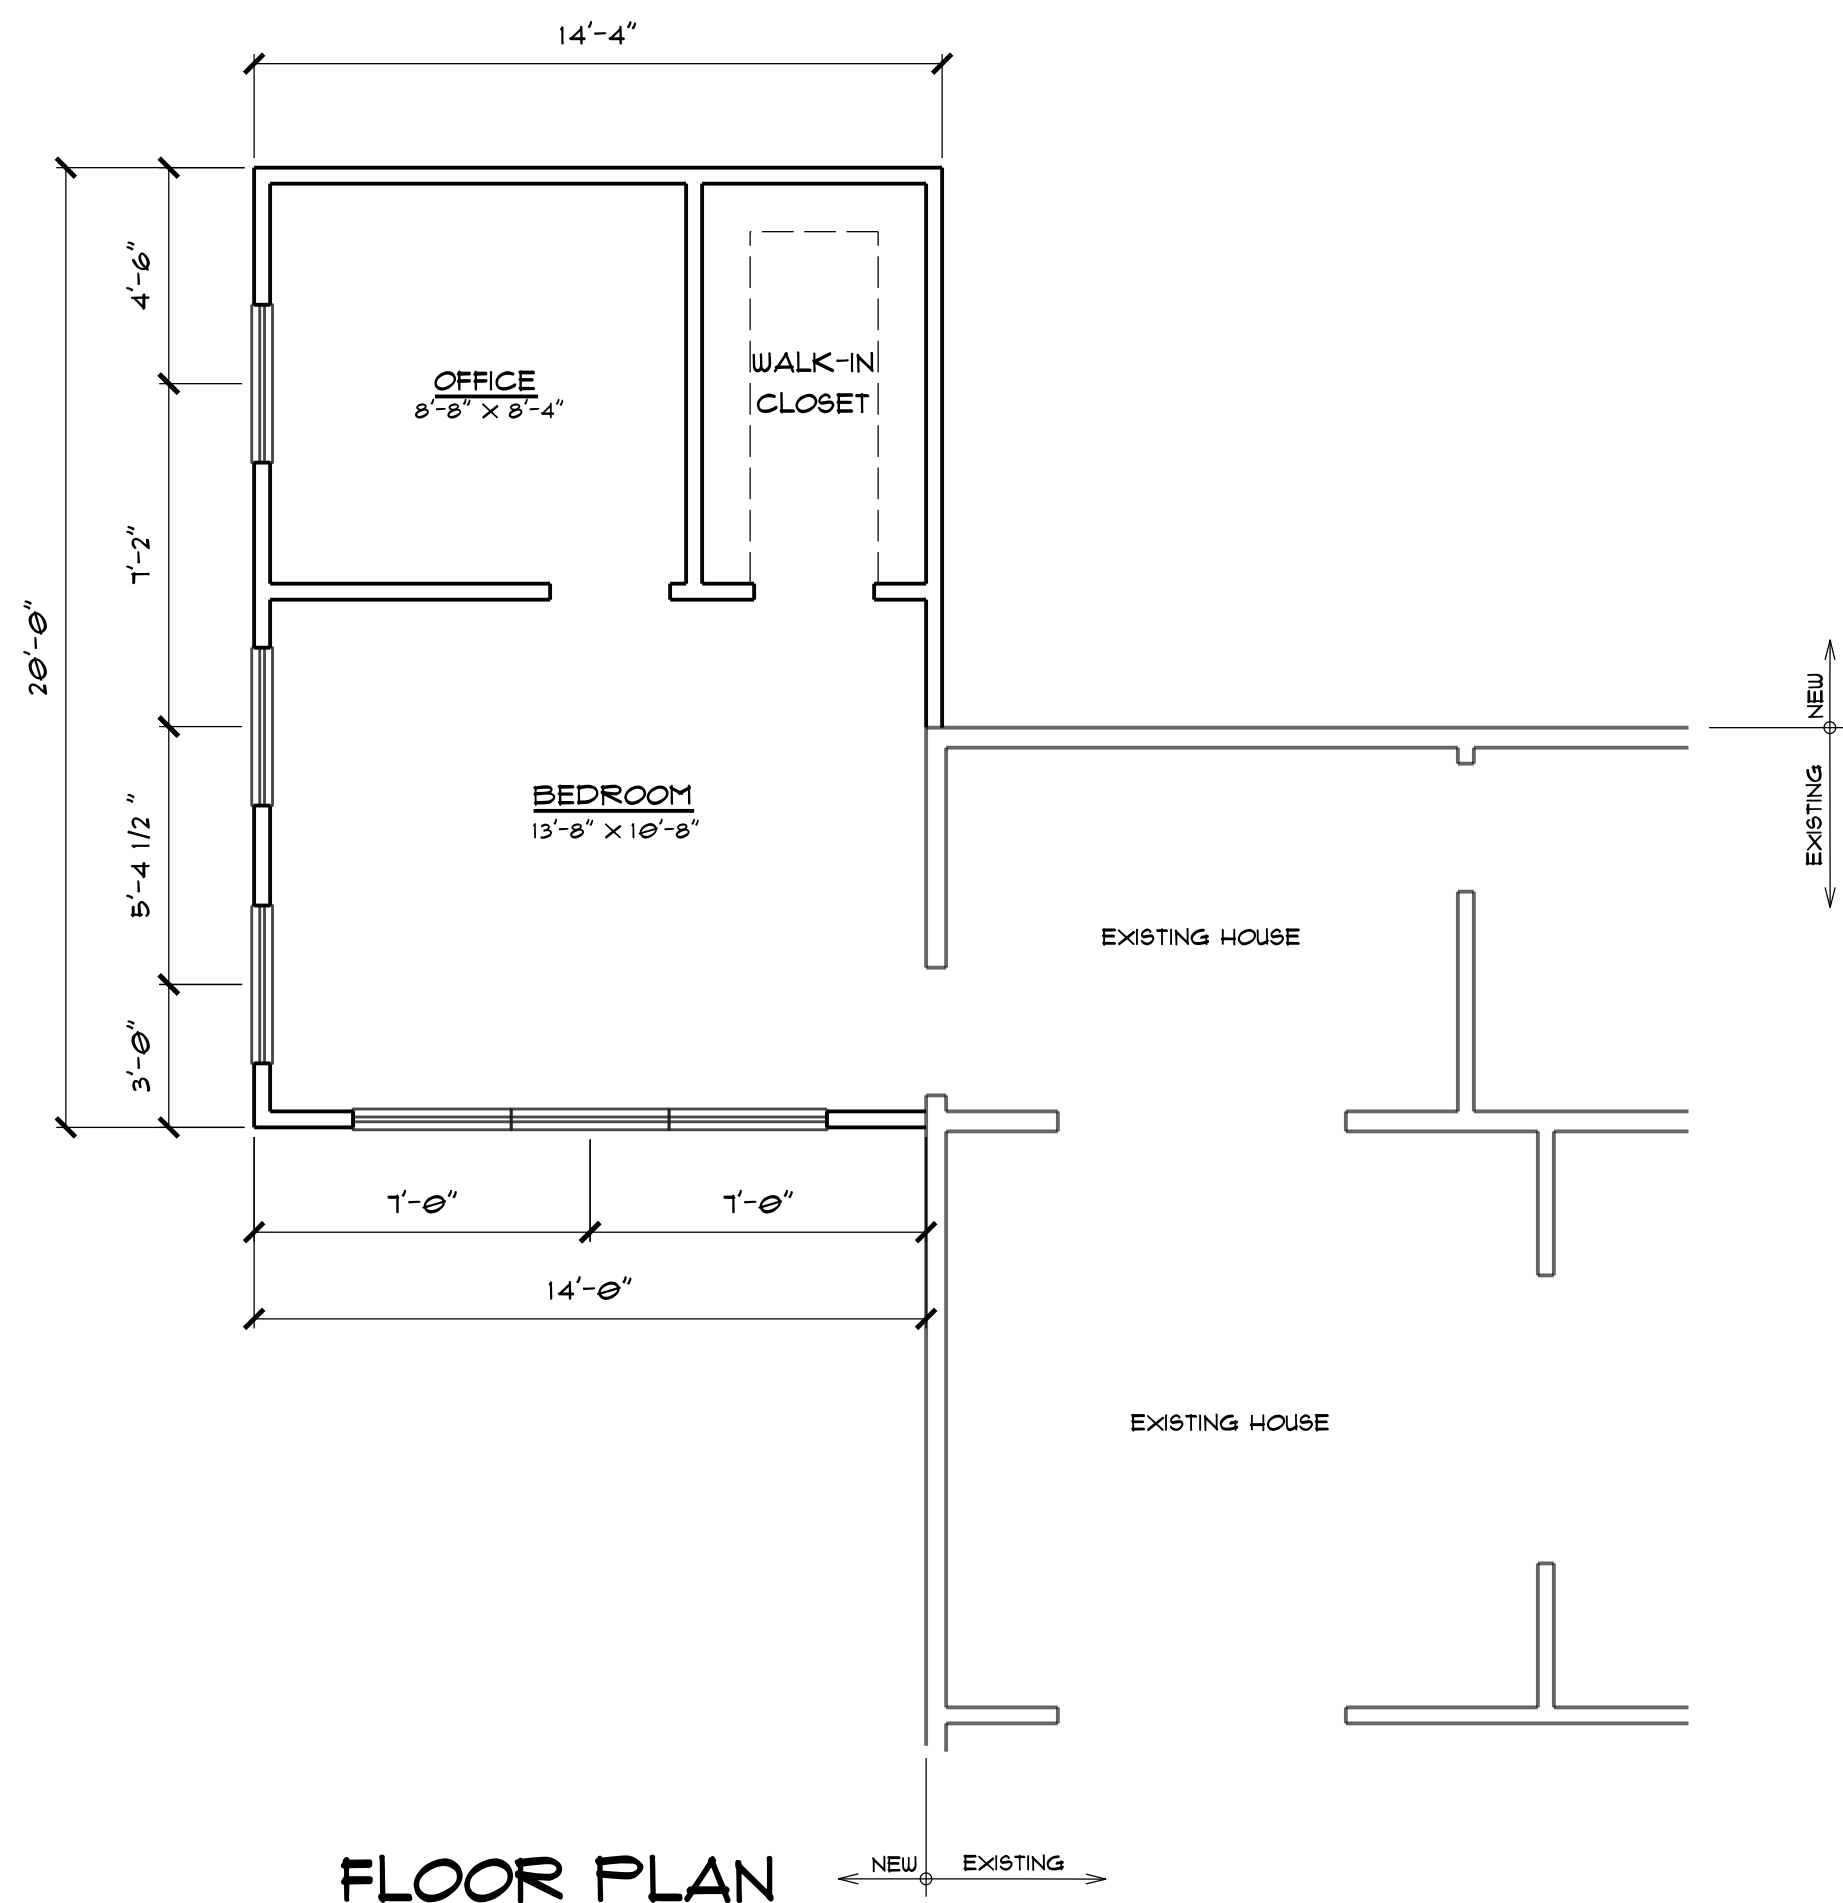 14'-4"
4'-6"
OFFICE
8'-8" X 8'-4"
WALK-IN
CLOSET
7'-2"
20'-0"
NEW
EXISTING
BEDROOM
13'-8" X 10'-8"
5'-4 1/2 "
EXISTING HOUSE
3'-0"
7'-0"
7'-0"
14'-0"
EXISTING HOUSE
NEW
EXISTING
FLOOR PLAN